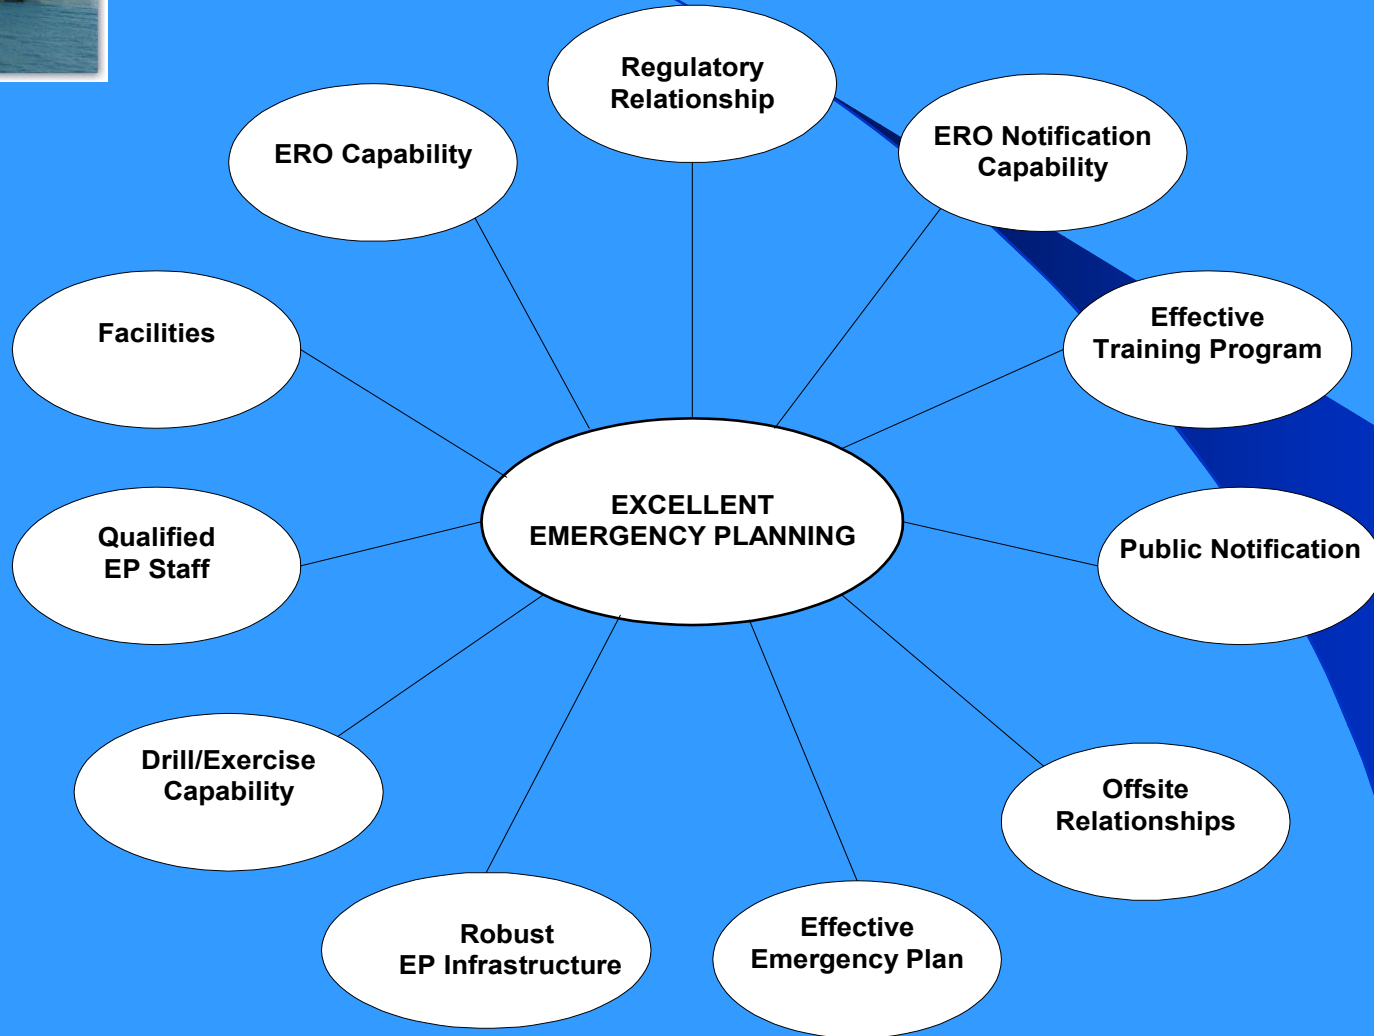 Regulatory
Relationship
ERO Capability
ERO Notification
Capability
Facilities
Effective
Training Program
EXCELLENT
EMERGENCY PLANNING
Qualified
EP Staff
Public Notification
Drill/Exercise
Capability
Offsite
Relationships
Robust
EP Infrastructure
Effective
Emergency Plan